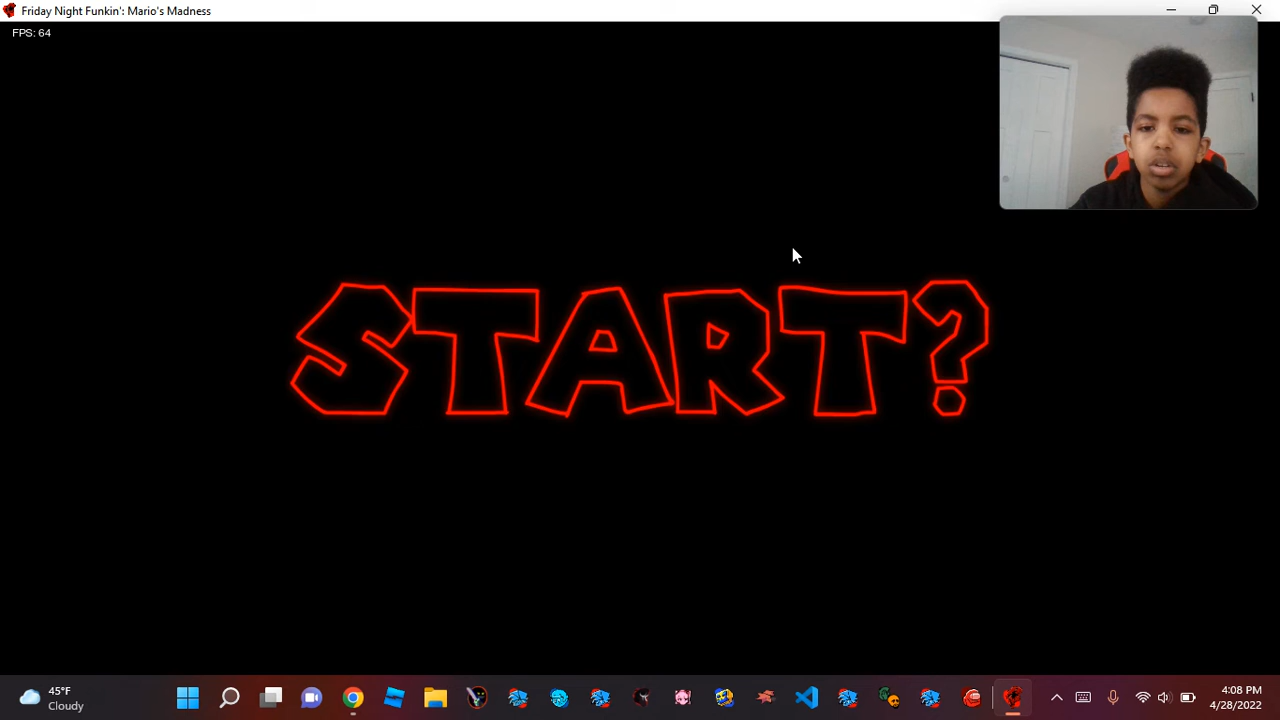 Friday Night Funkin': Mario's Madness
FPS: 64
START?
45°F
Cloudy
4:08 PM
4/28/2022